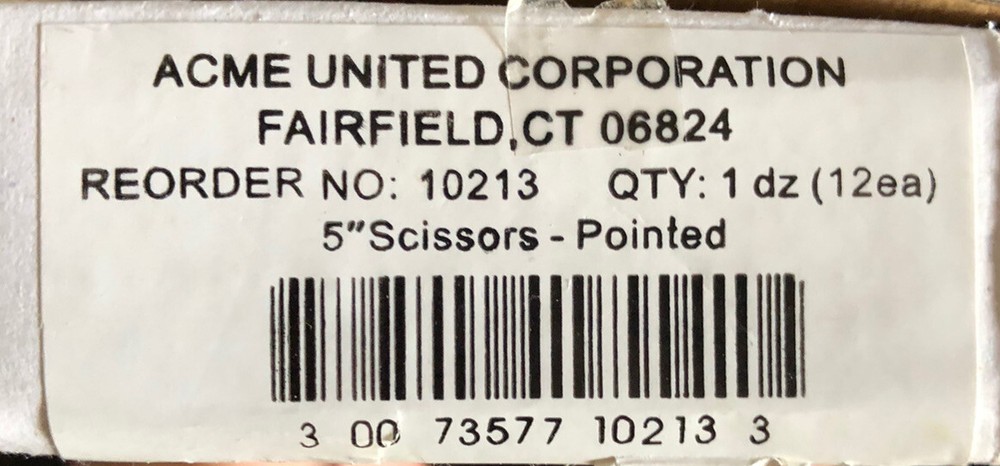 ACME UNITED CORPORATION
FAIRFIELD,CT 06824
REORDER NO: 10213 QTY: 1 dz (12ea)
5"Scissors - Pointed
3 00 73577 10213 3